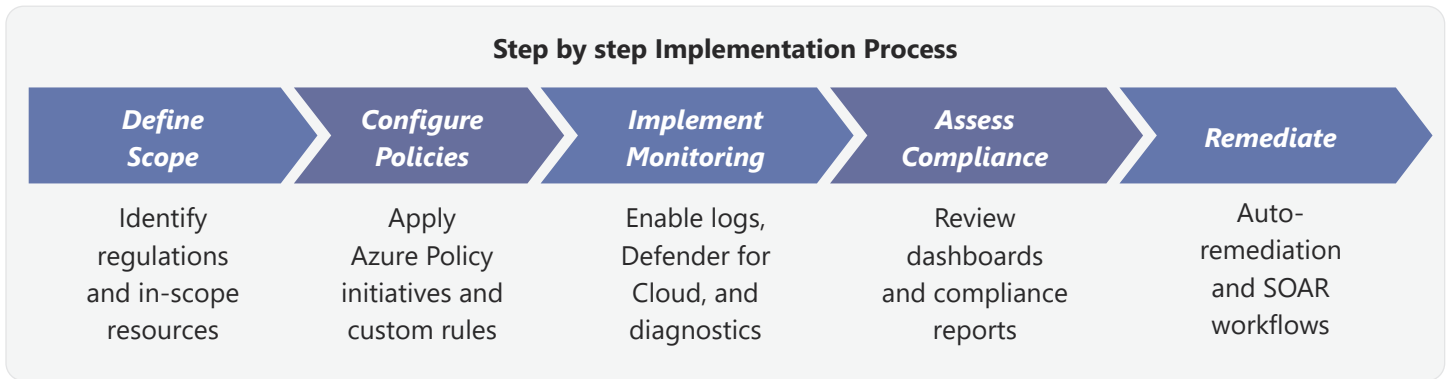 Step by step Implementation Process
Define
Scope
Configure
Policies
Implement
Monitoring
Assess
Compliance
Remediate
Identify
regulations
and in-scope
resources
Apply
Azure Policy
initiatives and
custom rules
Enable logs,
Defender for
Cloud, and
diagnostics
Review
dashboards
and compliance
reports
Auto-
remediation
and SOAR
workflows